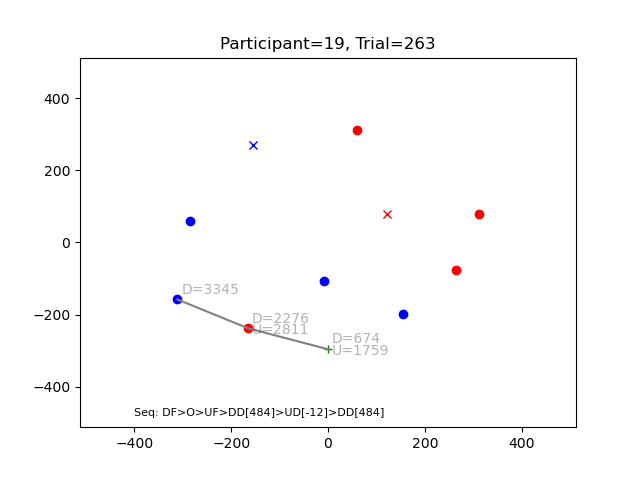 Participant=19, Trial=263
400
200
0
−200
−400
D=3345
D=2276
U=2811
D=674
U=1759
Seq: DF>O>UF>DD[484]>UD[-12]>DD[484]
−400
−200
0
200
400